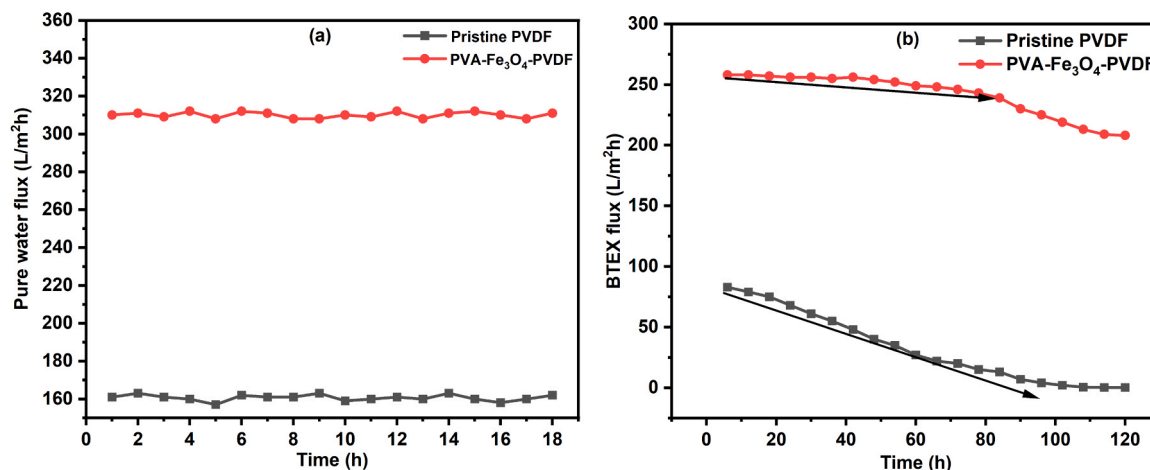 (a)
Pristine PVDF
PVA-Fe₃O₄-PVDF
360
340
320
300
280
260
240
220
200
180
160
0 2 4 6 8 10 12 14 16 18
Time (h)
Pure water flux (L/m²h)
(b)
Pristine PVDF
PVA-Fe₃O₄-PVDF
300
250
200
150
100
50
0
0 20 40 60 80 100 120
Time (h)
BTEX flux (L/m²h)